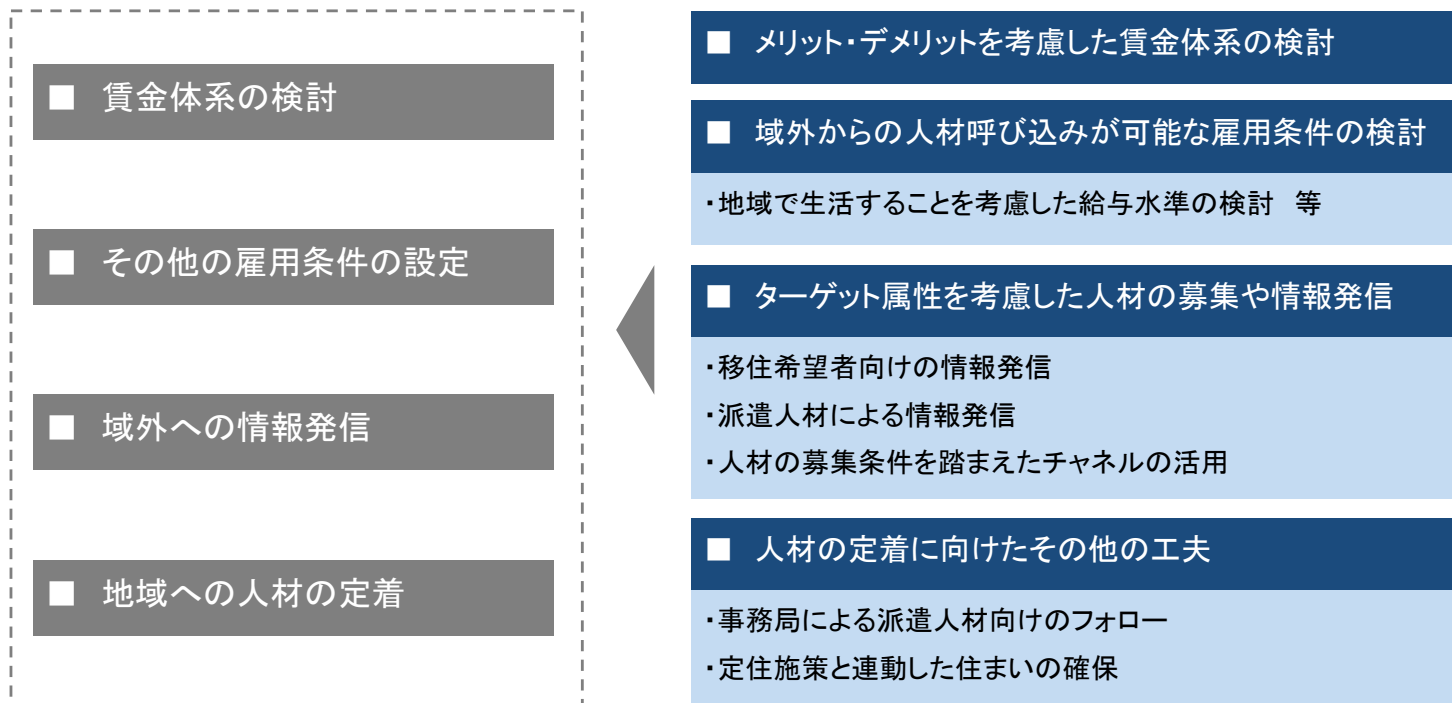 ■ 賃金体系の検討
■ その他の雇用条件の設定
■ 域外への情報発信
■ 地域への人材の定着
■ メリット・デメリットを考慮した賃金体系の検討
■ 域外からの人材呼び込みが可能な雇用条件の検討
・地域で生活することを考慮した給与水準の検討　等
■ ターゲット属性を考慮した人材の募集や情報発信
・移住希望者向けの情報発信
・派遣人材による情報発信
・人材の募集条件を踏まえたチャネルの活用
■ 人材の定着に向けたその他の工夫
・事務局による派遣人材向けのフォロー
・定住施策と連動した住まいの確保